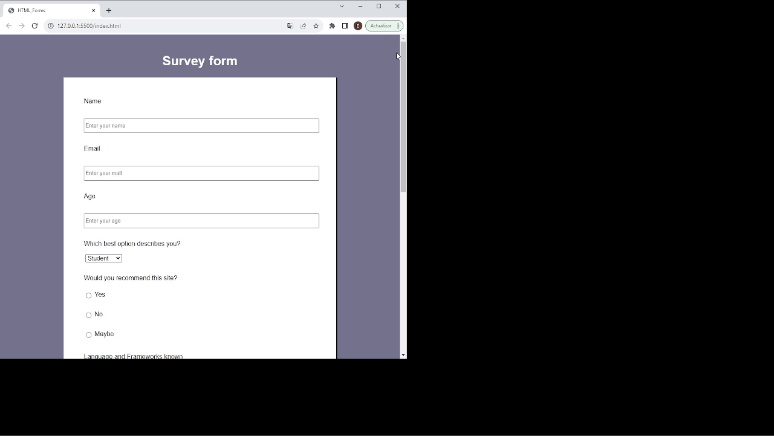 HTML Forms
127.0.0.1:5500/index.html
Actualizar
Survey form
Name
Enter your name
Email
Enter your mail
Age
Enter your age
Which best option describes you?
Student
Would you recommend this site?
Yes
No
Maybe
Language and Frameworks known